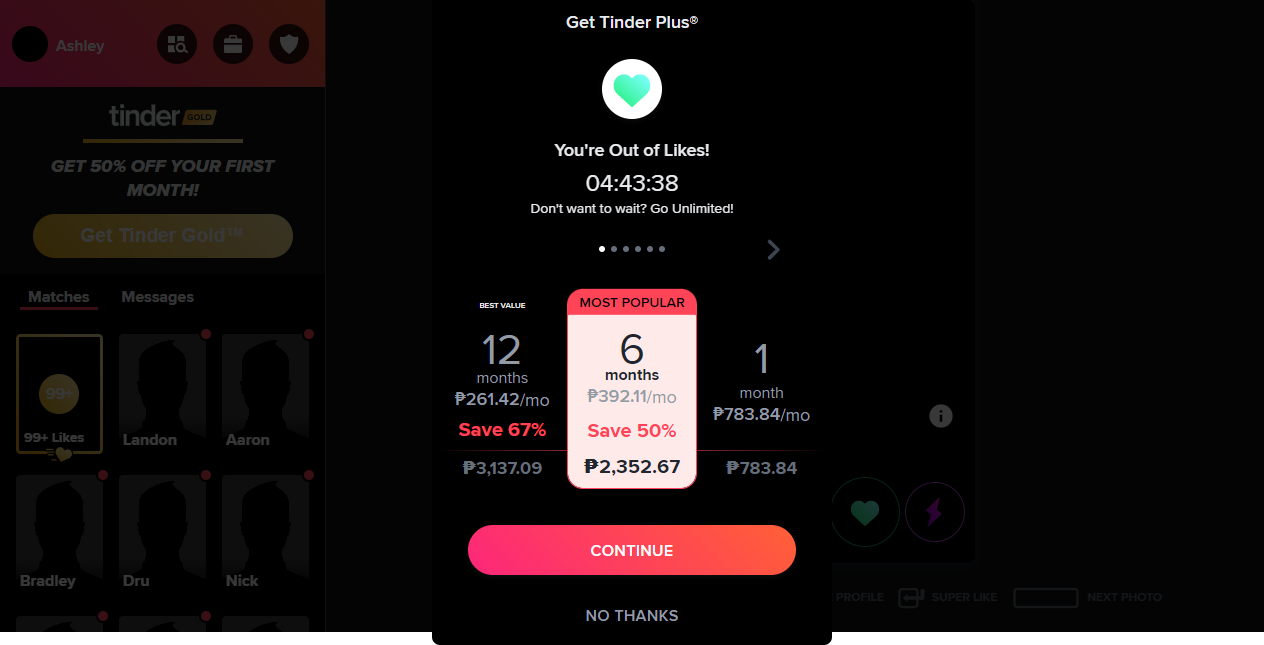 Ashley
tinder GOLD
GET 50% OFF YOUR FIRST
MONTH!
Get Tinder Gold™
Matches
Messages
99+
99+ Likes
Landon
Aaron
Bradley
Dru
Nick
Get Tinder Plus®
You're Out of Likes!
04:43:38
Don't want to wait? Go Unlimited!
BEST VALUE
12
months
₱261.42/mo
Save 67%
₱3,137.09
MOST POPULAR
6
months
₱392.11/mo
Save 50%
₱2,352.67
1
month
₱783.84/mo
₱783.84
CONTINUE
NO THANKS
PROFILE
SUPER LIKE
NEXT PHOTO